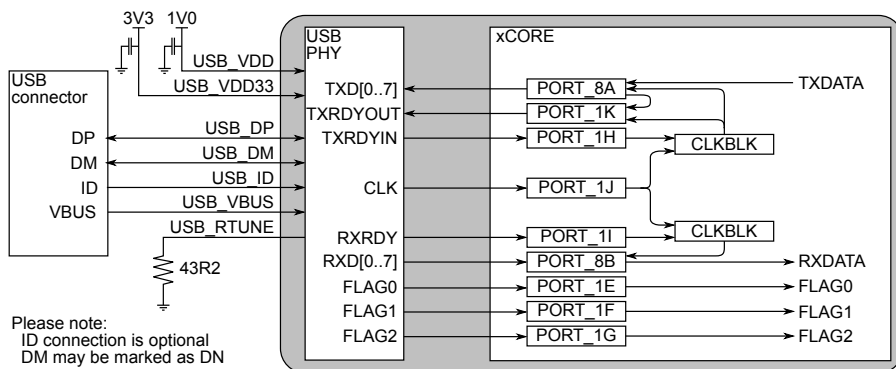 3V3 1V0
USB_VDD
USB_VDD33
USB
connector
DP
DM
ID
VBUS
USB_DP
USB_DM
USB_ID
USB_VBUS
USB_RTUNE
43R2
Please note:
ID connection is optional
DM may be marked as DN
USB
PHY
TXD[0..7]
TXRDYOUT
TXRDYIN
CLK
RXRDY
RXD[0..7]
FLAG0
FLAG1
FLAG2
xCORE
PORT_8A
PORT_1K
PORT_1H
PORT_1J
PORT_1I
PORT_8B
PORT_1E
PORT_1F
PORT_1G
CLKBLK
CLKBLK
TXDATA
RXDATA
FLAG0
FLAG1
FLAG2